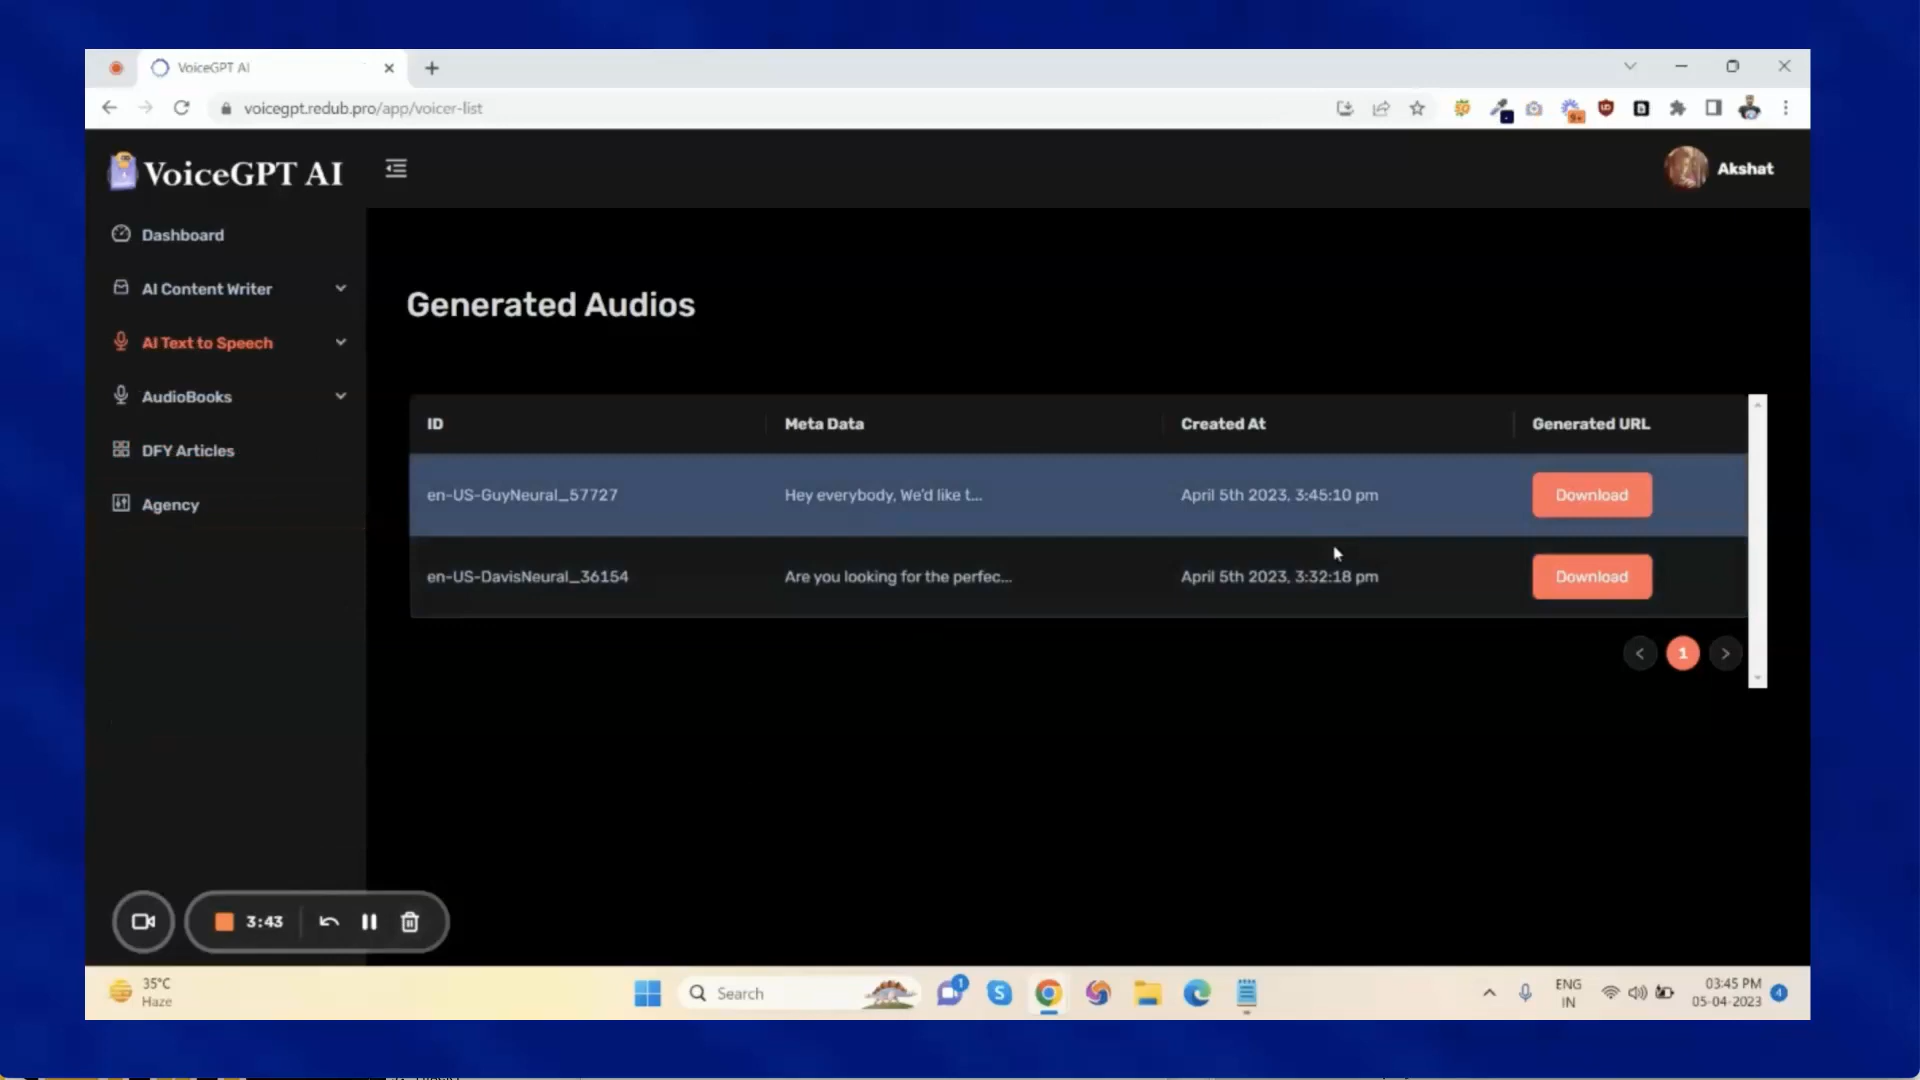 VoiceGPT AI
voicegpt.redub.pro/app/voicer-list
9+
VoiceGPT AI
Akshat
Dashboard
AI Content Writer
AI Text to Speech
AudioBooks
DFY Articles
Agency
Generated Audios
ID Meta Data Created At Generated URL
en-US-GuyNeural_57727 Hey everybody, We'd like t... April 5th 2023, 3:45:10 pm Download
en-US-DavisNeural_36154 Are you looking for the perfec... April 5th 2023, 3:32:18 pm Download
< 1 >
3:43
35°C
Haze
Search
1
S
ENG
IN
03:45 PM
05-04-2023
4